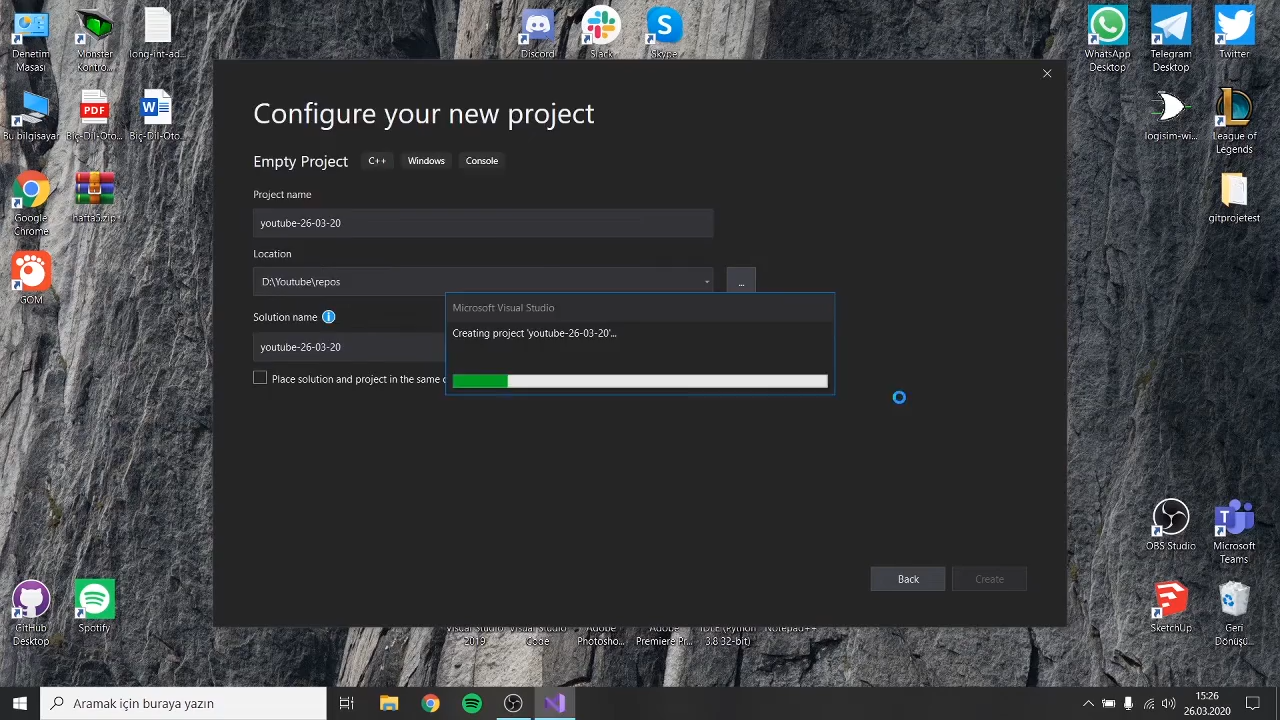 Denetim
Masası
Monster
Kontro...
long-int-ad...
Discord
Slack
Skype
WhatsApp
Desktop
Telegram
Desktop
Twitter
Bu bilgisayar
PDF
Biç-Dil-Oto...
Biç-Dil-Oto...
logisim-wi...
League of
Legends
Google
Chrome
hafta5.zip
gitprojetest
GOM
Configure your new project
Empty Project
C++
Windows
Console
Project name
youtube-26-03-20
Location
D:\Youtube\repos
...
Solution name
youtube-26-03-20
Place solution and project in the same
Microsoft Visual Studio
Creating project 'youtube-26-03-20'...
Back
Create
OBS Studio
Microsoft
Teams
GitHub
Desktop
Spotify
Visual Studio
2019
Visual Studio
Code
Adobe
Photosho...
Adobe
Premiere Pr...
IDLE (Python
3.8 32-bit)
Notepad++
SketchUp
Geri
Dönüşü...
Aramak için buraya yazın
15:26
26.03.2020